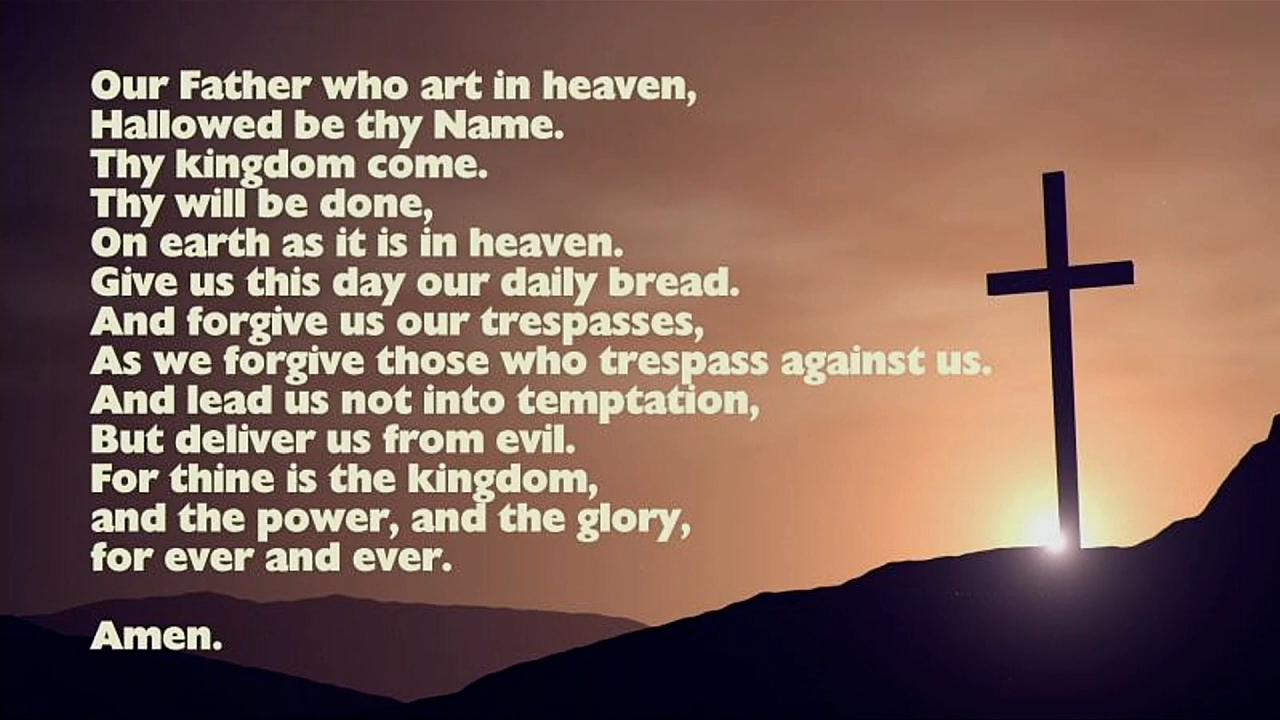 Our Father who art in heaven,
Hallowed be thy Name.
Thy kingdom come.
Thy will be done,
On earth as it is in heaven.
Give us this day our daily bread.
And forgive us our trespasses,
As we forgive those who trespass against us.
And lead us not into temptation,
But deliver us from evil.
For thine is the kingdom,
and the power, and the glory,
for ever and ever.
Amen.